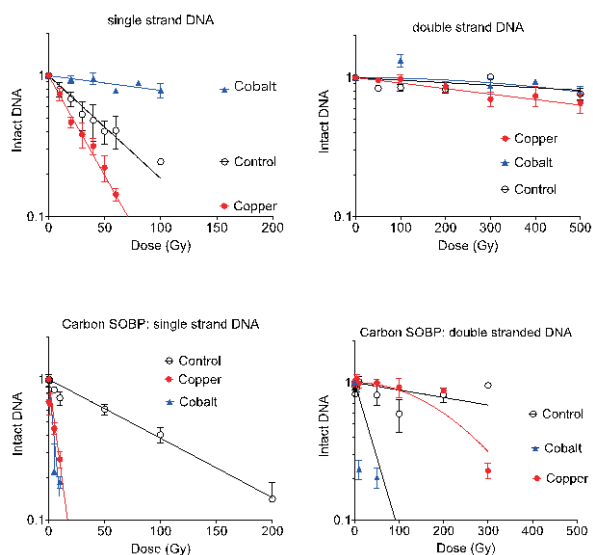 single strand DNA
1
0.1
Intact DNA
0 50 100 150 200
Dose (Gy)
Cobalt
Control
Copper
double strand DNA
1
0.1
Intact DNA
0 100 200 300 400 500
Dose (Gy)
Copper
Cobalt
Control
Carbon SOBP: single strand DNA
1
0.1
Intact DNA
0 50 100 150 200
Dose (Gy)
Control
Copper
Cobalt
Carbon SOBP: double stranded DNA
1
0.1
Intact DNA
0 100 200 300 400 500
Dose (Gy)
Control
Cobalt
Copper